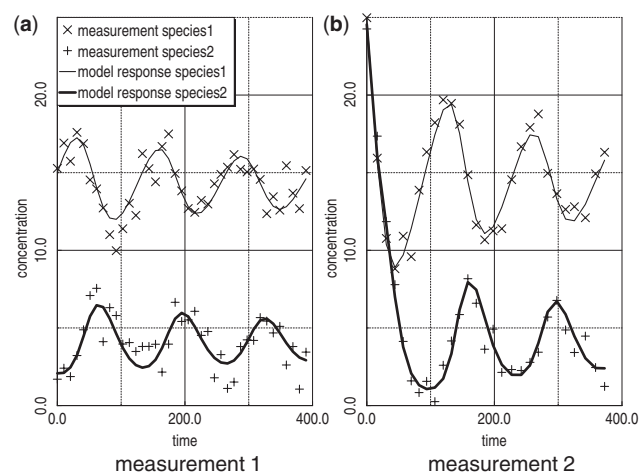 (a)
(b)
measurement species1
measurement species2
model response species1
model response species2
20.0
10.0
0.0
concentration
0.0
200.0
400.0
time
measurement 1
20.0
10.0
0.0
concentration
0.0
200.0
400.0
time
measurement 2